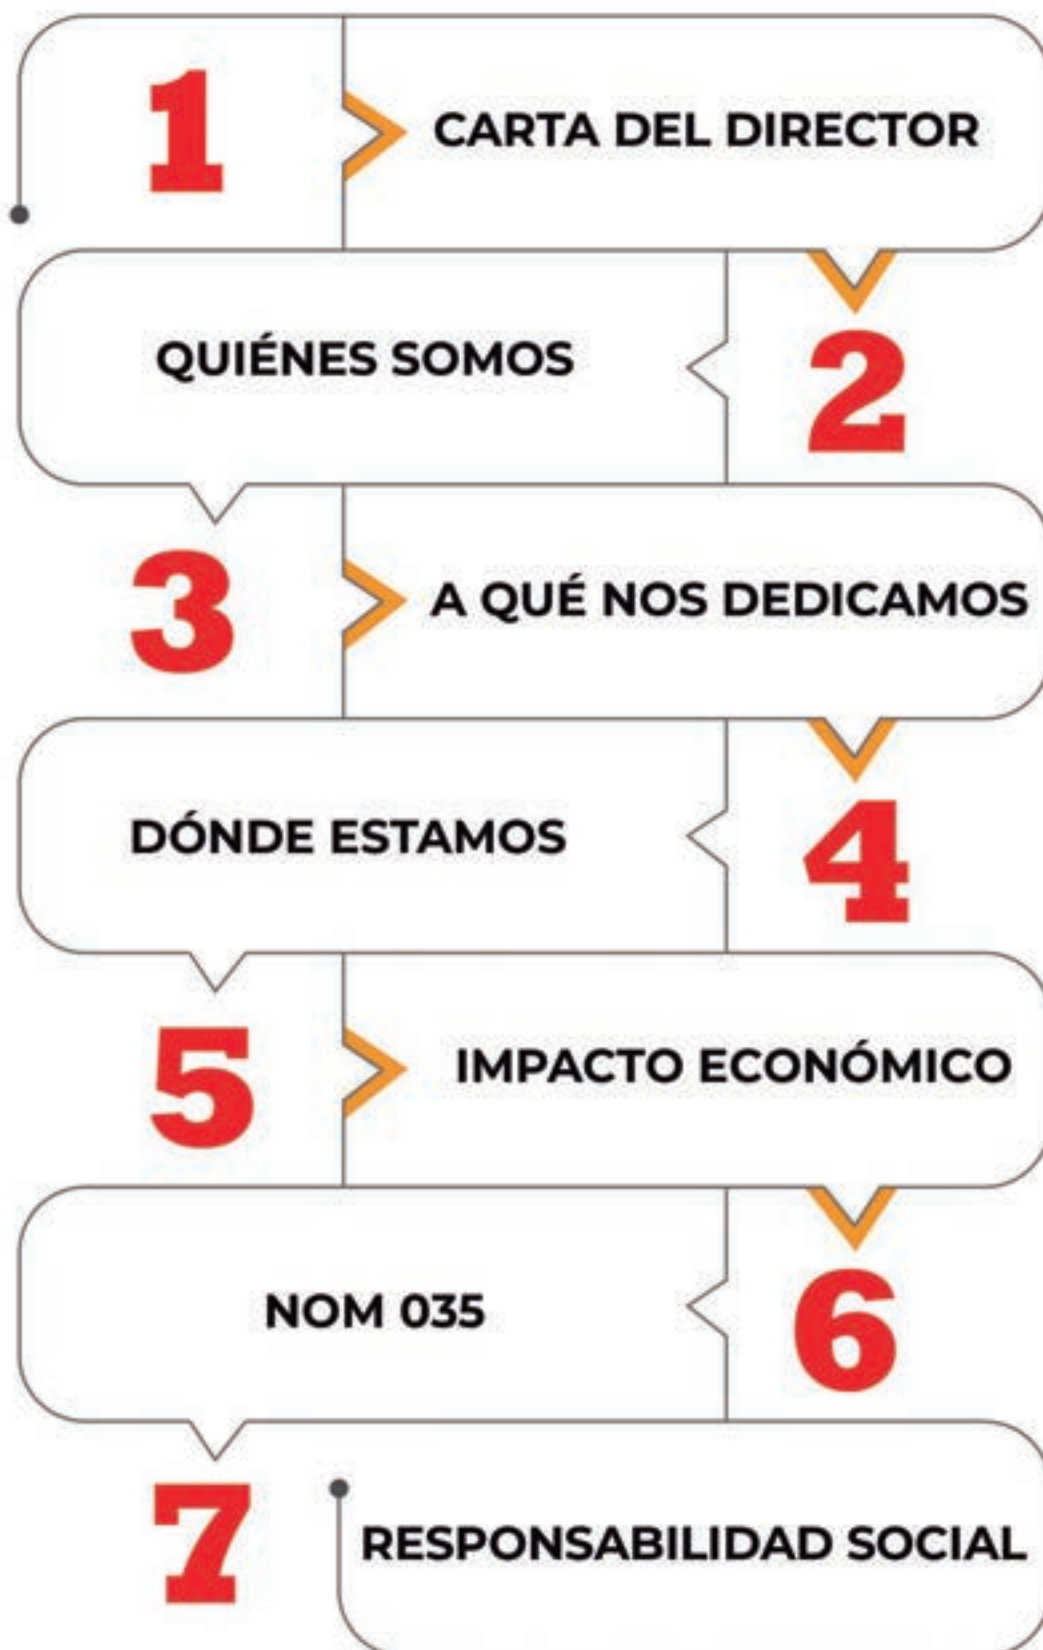 1
CARTA DEL DIRECTOR
QUIÉNES SOMOS
2
3
A QUÉ NOS DEDICAMOS
DÓNDE ESTAMOS
4
5
IMPACTO ECONÓMICO
NOM 035
6
7
RESPONSABILIDAD SOCIAL